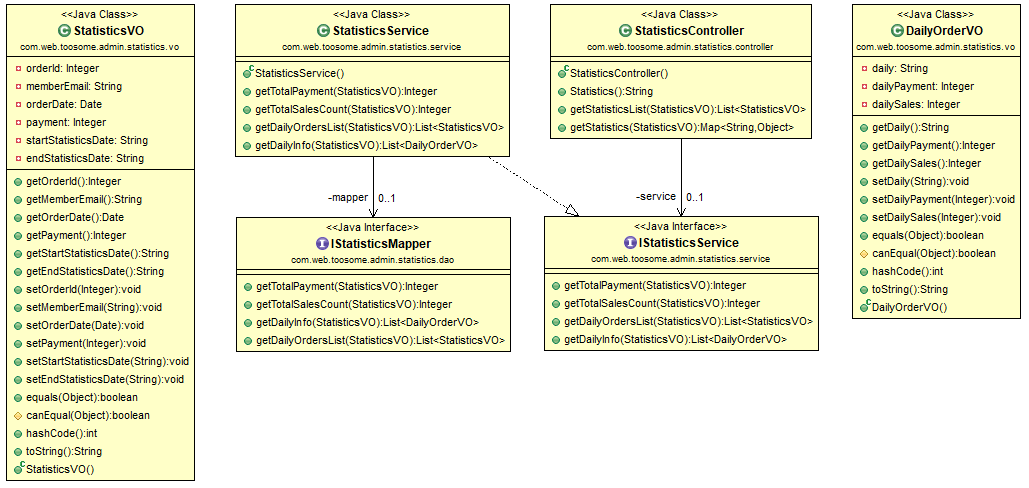 <<Java Class>>
StatisticsVO
com.web.toosome.admin.statistics.vo
orderId: Integer
memberEmail: String
orderDate: Date
payment: Integer
startStatisticsDate: String
endStatisticsDate: String
getOrderId():Integer
getMemberEmail():String
getOrderDate():Date
getPayment():Integer
getStartStatisticsDate():String
getEndStatisticsDate():String
setOrderId(Integer):void
setMemberEmail(String):void
setOrderDate(Date):void
setPayment(Integer):void
setStartStatisticsDate(String):void
setEndStatisticsDate(String):void
equals(Object):boolean
canEqual(Object):boolean
hashCode():int
toString():String
StatisticsVO()
<<Java Class>>
StatisticsService
com.web.toosome.admin.statistics.service
StatisticsService()
getTotalPayment(StatisticsVO):Integer
getTotalSalesCount(StatisticsVO):Integer
getDailyOrdersList(StatisticsVO):List<StatisticsVO>
getDailyInfo(StatisticsVO):List<DailyOrderVO>
<<Java Class>>
StatisticsController
com.web.toosome.admin.statistics.controller
StatisticsController()
Statistics():String
getStatisticsList(StatisticsVO):List<StatisticsVO>
getStatistics(StatisticsVO):Map<String,Object>
<<Java Class>>
DailyOrderVO
com.web.toosome.admin.statistics.vo
daily: String
dailyPayment: Integer
dailySales: Integer
getDaily():String
getDailyPayment():Integer
getDailySales():Integer
setDaily(String):void
setDailyPayment(Integer):void
setDailySales(Integer):void
equals(Object):boolean
canEqual(Object):boolean
hashCode():int
toString():String
DailyOrderVO()
-mapper 0..1
-service 0..1
<<Java Interface>>
IStatisticsMapper
com.web.toosome.admin.statistics.dao
getTotalPayment(StatisticsVO):Integer
getTotalSalesCount(StatisticsVO):Integer
getDailyInfo(StatisticsVO):List<DailyOrderVO>
getDailyOrdersList(StatisticsVO):List<StatisticsVO>
<<Java Interface>>
IStatisticsService
com.web.toosome.admin.statistics.service
getTotalPayment(StatisticsVO):Integer
getTotalSalesCount(StatisticsVO):Integer
getDailyOrdersList(StatisticsVO):List<StatisticsVO>
getDailyInfo(StatisticsVO):List<DailyOrderVO>